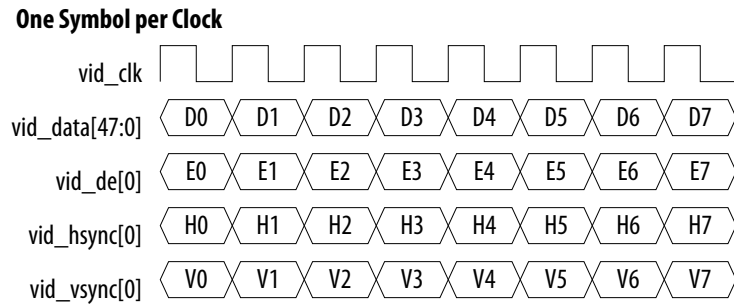 One Symbol per Clock
vid_clk
vid_data[47:0] D0 D1 D2 D3 D4 D5 D6 D7
vid_de[0] E0 E1 E2 E3 E4 E5 E6 E7
vid_hsync[0] H0 H1 H2 H3 H4 H5 H6 H7
vid_vsync[0] V0 V1 V2 V3 V4 V5 V6 V7